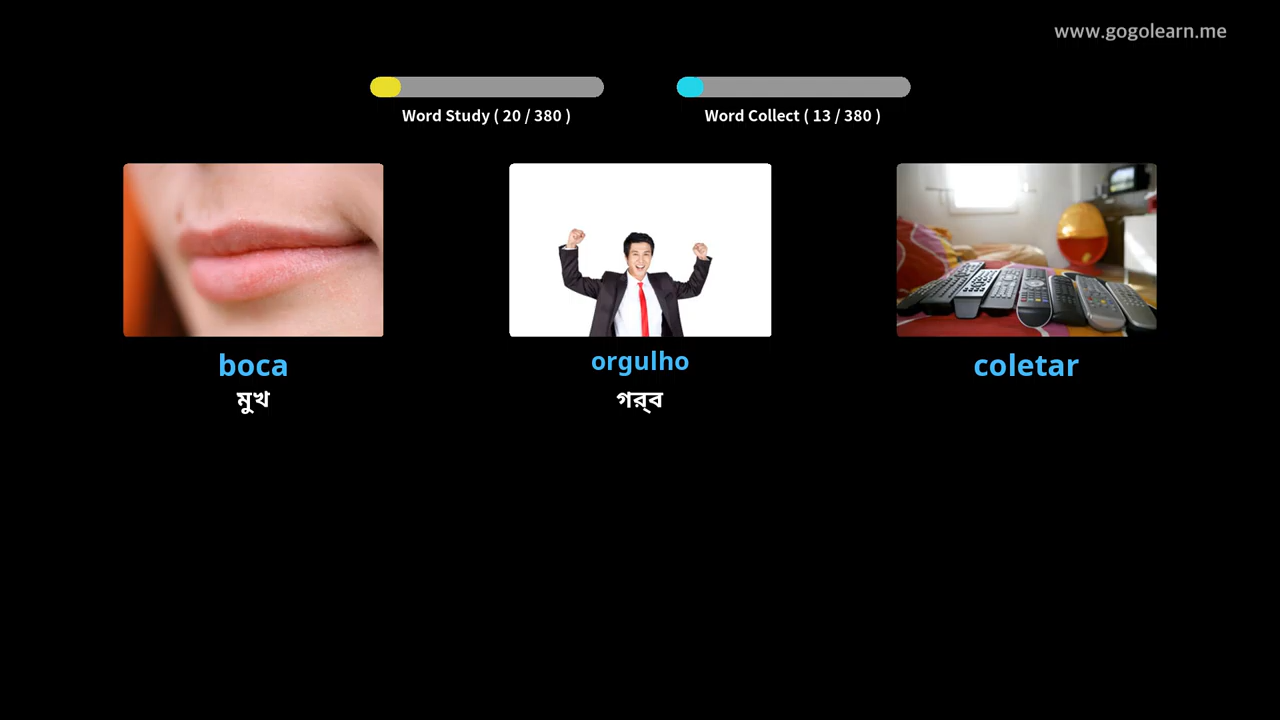 www.gogolearn.me
Word Study ( 20 / 380 )
Word Collect ( 13 / 380 )
boca
orgulho
coletar
মুখ
গর্ব